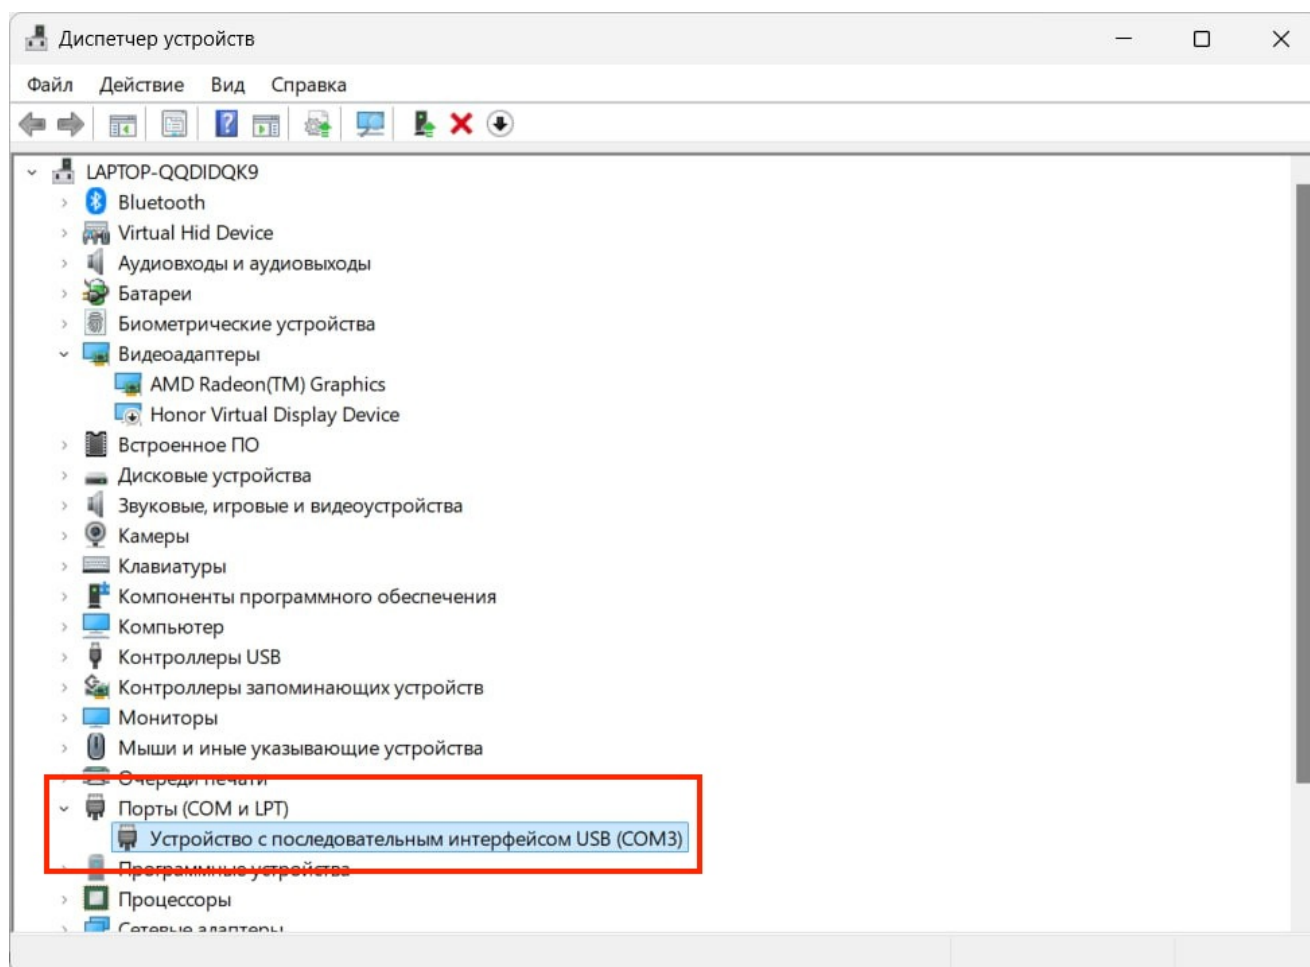 Диспетчер устройств
Файл Действие Вид Справка
LAPTOP-QQDIDQK9
Bluetooth
Virtual Hid Device
Аудиовходы и аудиовыходы
Батареи
Биометрические устройства
Видеоадаптеры
AMD Radeon(TM) Graphics
Honor Virtual Display Device
Встроенное ПО
Дисковые устройства
Звуковые, игровые и видеоустройства
Камеры
Клавиатуры
Компоненты программного обеспечения
Компьютер
Контроллеры USB
Контроллеры запоминающих устройств
Мониторы
Мыши и иные указывающие устройства
Очереди печати
Порты (COM и LPT)
Устройство с последовательным интерфейсом USB (COM3)
Программные устройства
Процессоры
Сетевые адаптеры